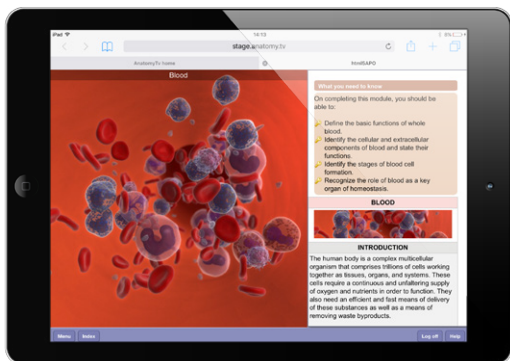 iPad
14:13
stage.anatomy.tv
AnatomyTv home
html5APO
Blood
What you need to know
On completing this module, you should be
able to:
Define the basic functions of whole
blood.
Identify the cellular and extracellular
components of blood and state their
functions.
Identify the stages of blood cell
formation.
Recognize the role of blood as a key
organ of homeostasis.
BLOOD
INTRODUCTION
The human body is a complex multicellular
organism that comprises trillions of cells working
together as tissues, organs, and systems. These
cells require a continuous and unfaltering supply
of oxygen and nutrients in order to function. They
also need an efficient and fast means of delivery
of these substances as well as a means of
removing waste byproducts.
Menu
Index
Log off
Help